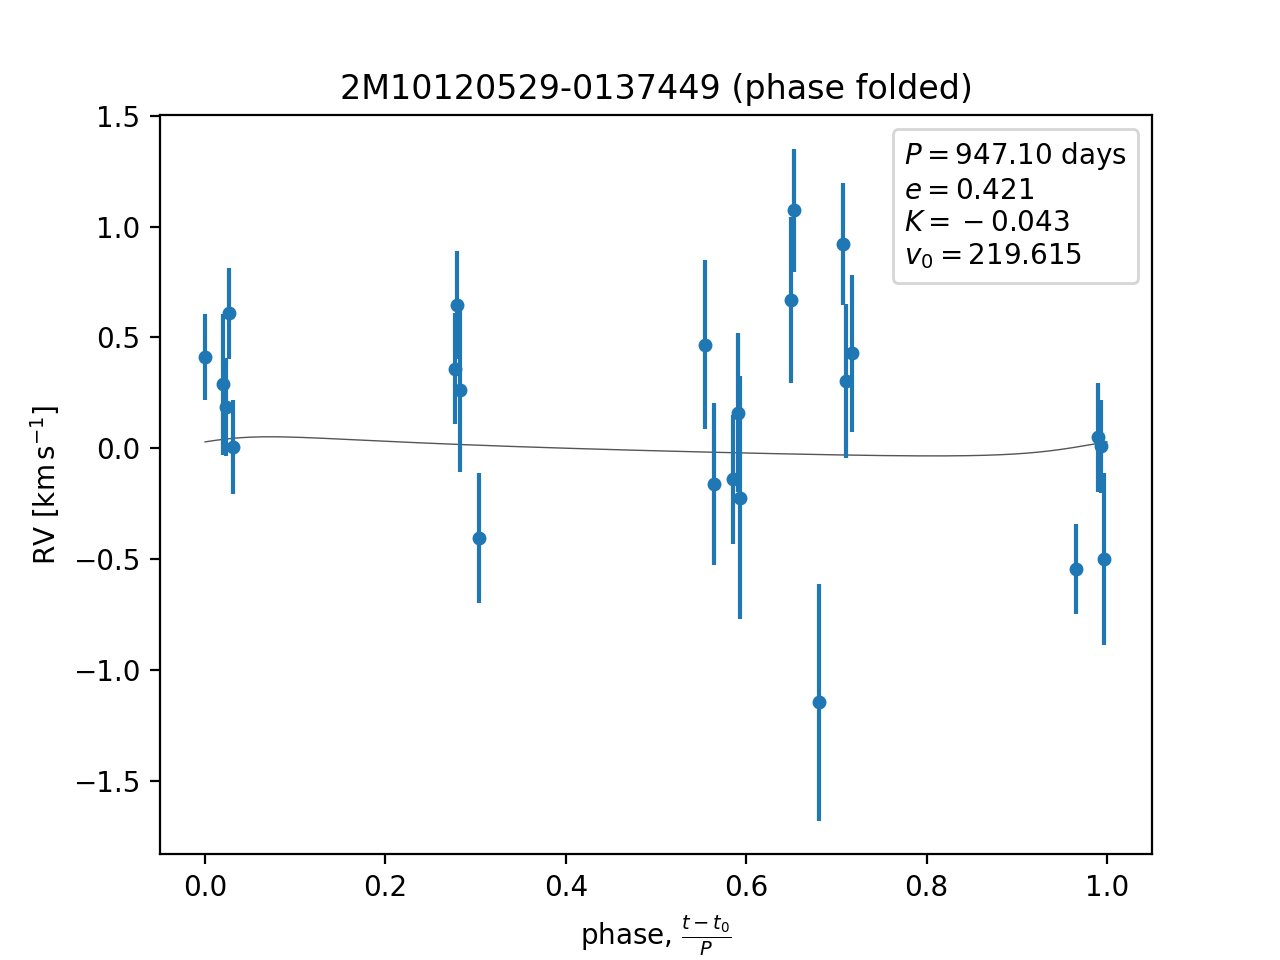 2M10120529-0137449 (phase folded)
P = 947.10 days
e = 0.421
K = −0.043
v₀ = 219.615
1.5
1.0
0.5
0.0
−0.5
−1.0
−1.5
RV [km s⁻¹]
0.0 0.2 0.4 0.6 0.8 1.0
phase, (t − t₀)/P